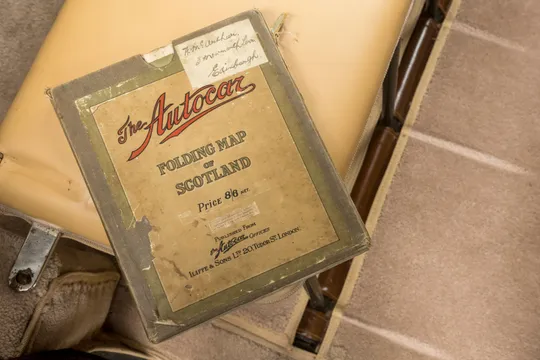 Edinburgh.
The Autocar
FOLDING MAP
OF
SCOTLAND
Price 8/6 NET.
PUBLISHED FROM
The Autocar OFFICES
ILIFFE & SONS LTD 20 TUDOR ST. LONDON.